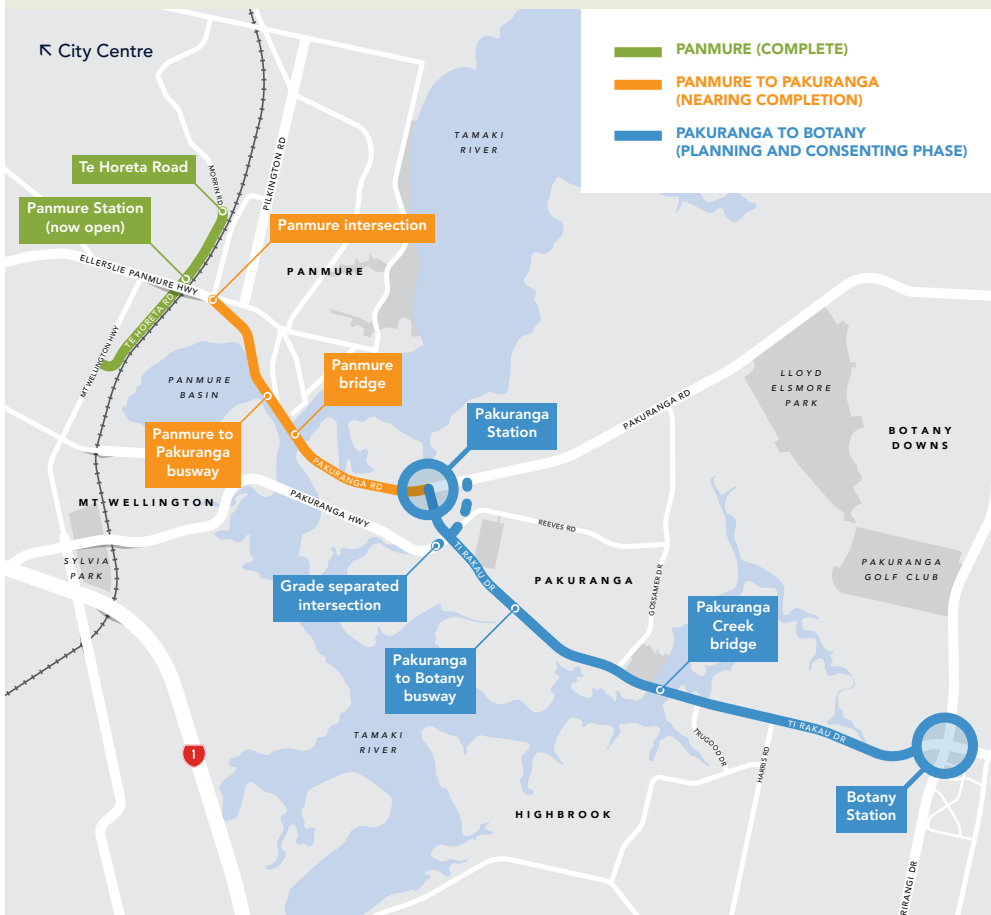 ↖ City Centre
PANMURE (COMPLETE)
PANMURE TO PAKURANGA
(NEARING COMPLETION)
PAKURANGA TO BOTANY
(PLANNING AND CONSENTING PHASE)
TAMAKI
RIVER
Te Horeta Road
MORRIN RD
PILKINGTON RD
Panmure Station
(now open)
Panmure intersection
ELLERSLIE PANMURE HWY
PANMURE
TE HORETA RD
MT WELLINGTON HWY
PANMURE
BASIN
Panmure
bridge
LLOYD
ELSMORE
PARK
PAKURANGA RD
Pakuranga
Station
BOTANY
DOWNS
Panmure to
Pakuranga
busway
PAKURANGA RD
MT WELLINGTON
PAKURANGA HWY
REEVES RD
SYLVIA
PARK
TI RAKAU DR
PAKURANGA
GOLF CLUB
Grade separated
intersection
PAKURANGA
GOSSAMER DR
Pakuranga
Creek
bridge
Pakuranga
to Botany
busway
TI RAKAU DR
TAMAKI
RIVER
TRUGOOD DR
HARRIS RD
1
Botany
Station
HIGHBROOK
RIRANGI DR